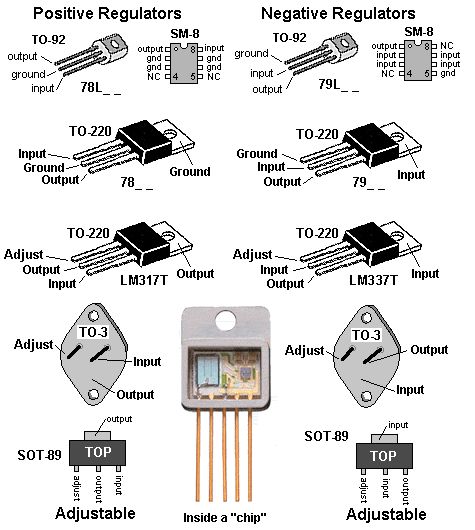 Positive Regulators
Negative Regulators
TO-92
output
ground
input
78L_ _
SM-8
output 8 1 input
gnd gnd
gnd gnd
NC 4 5 NC
TO-92
ground
input
output
79L_ _
SM-8
output 8 1 ground
input input
input input
NC 4 5 NC
TO-220
Input
Ground
Output
78_ _
Ground
TO-220
Ground
Input
Output
79_ _
Input
TO-220
Adjust
Output
Input
LM317T
Output
TO-220
Adjust
Input
Output
LM337T
Input
TO-3
Adjust
Input
Output
TO-3
Adjust
Output
Input
output
SOT-89
TOP
adjust
output
input
Adjustable
Inside a "chip"
input
SOT-89
TOP
adjust
input
output
Adjustable